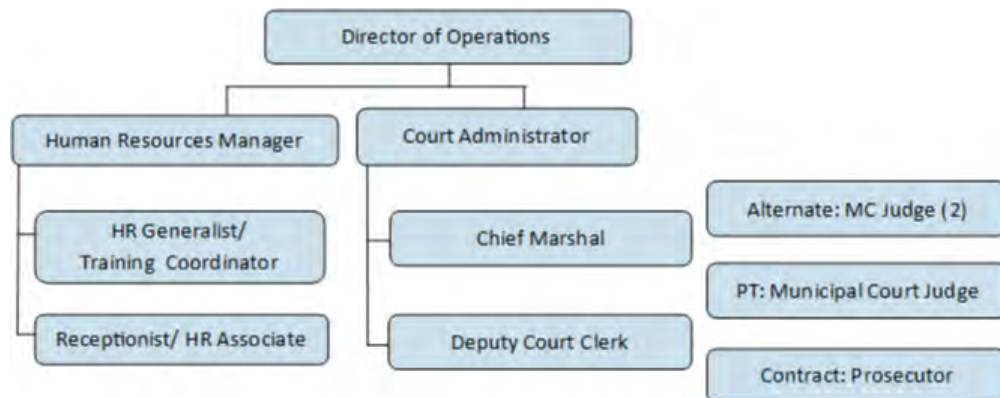 Director of Operations
Human Resources Manager
Court Administrator
HR Generalist/
Training Coordinator
Chief Marshal
Alternate: MC Judge (2)
PT: Municipal Court Judge
Receptionist/ HR Associate
Deputy Court Clerk
Contract: Prosecutor